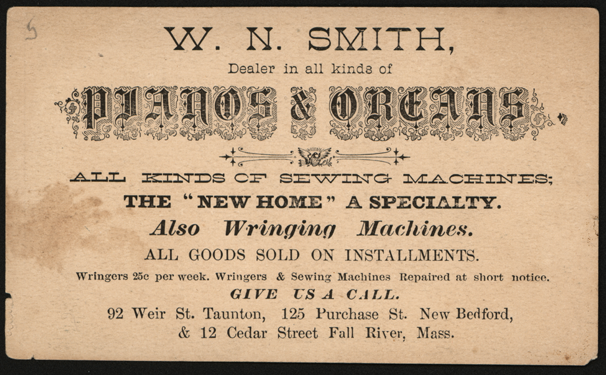 W. N. SMITH,
Dealer in all kinds of
PIANOS & ORGANS
ALL KINDS OF SEWING MACHINES;
THE "NEW HOME" A SPECIALTY.
Also Wringing Machines.
ALL GOODS SOLD ON INSTALLMENTS.
Wringers 25c per week. Wringers & Sewing Machines Repaired at short notice.
GIVE US A CALL.
92 Weir St. Taunton, 125 Purchase St. New Bedford,
& 12 Cedar Street Fall River, Mass.